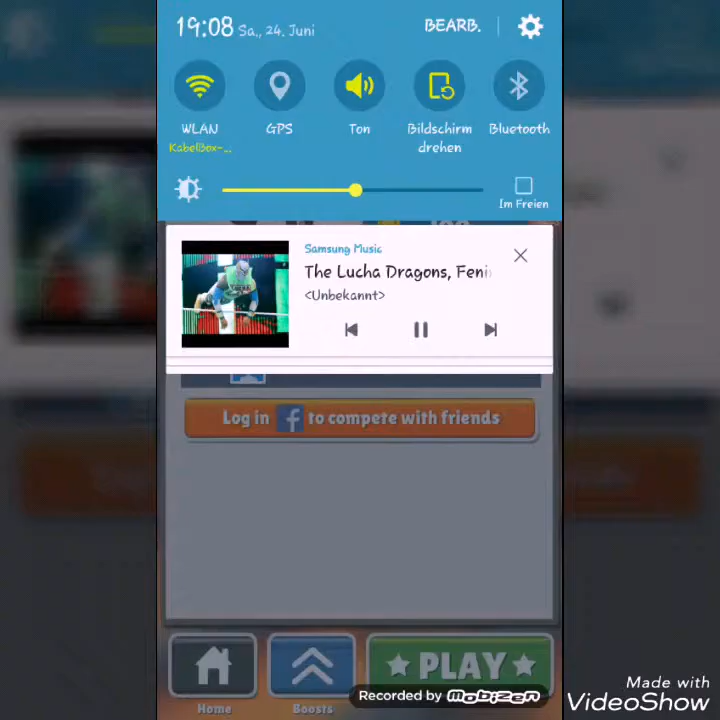 19:08 Sa., 24. Juni BEARB.
WLAN GPS Ton Bildschirm drehen Bluetooth
KabelBox-...
Im Freien
Samsung Music
The Lucha Dragons, Feni
<Unbekannt>
Log in f to compete with friends
PLAY
Home Boosts
Recorded by mobizen
Made with
VideoShow